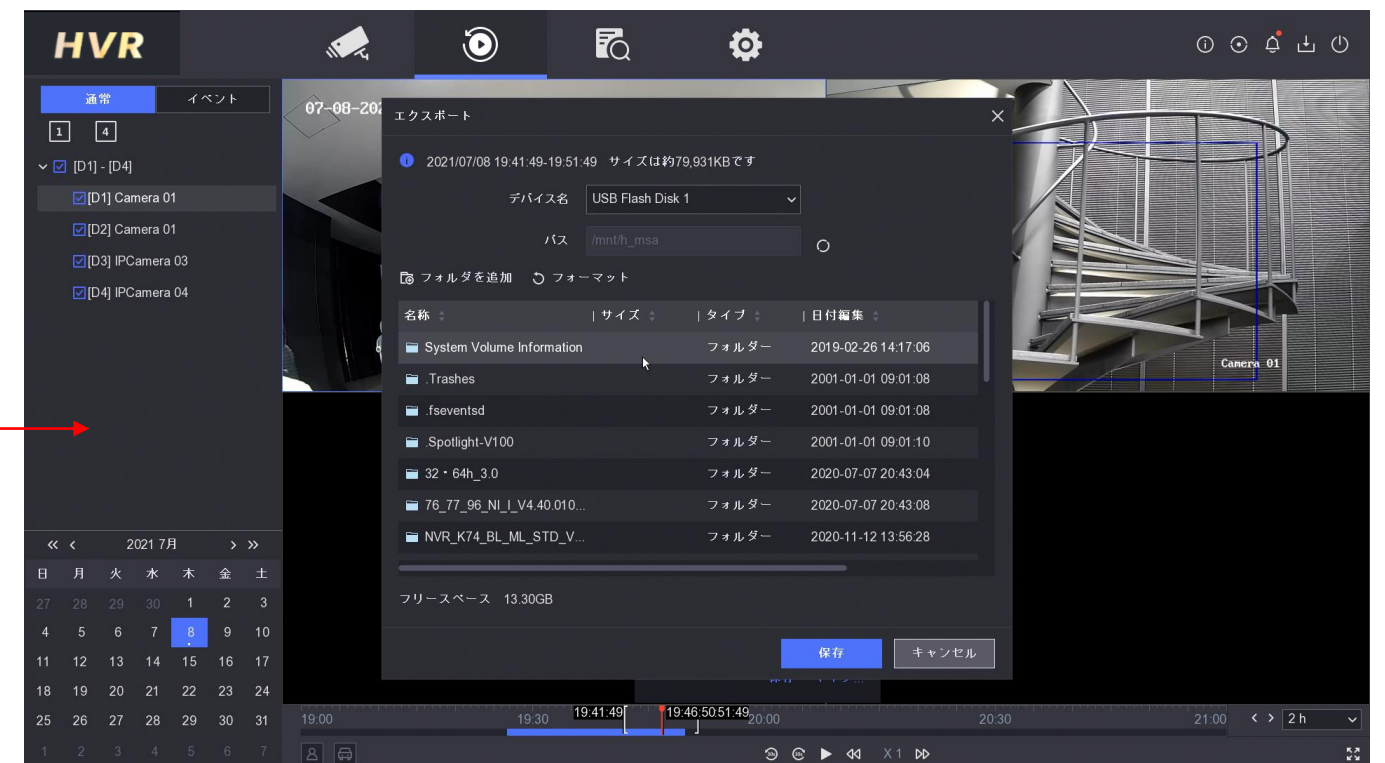 HVR
通常 イベント
1 4
[D1] - [D4]
[D1] Camera 01
[D2] Camera 01
[D3] IPCamera 03
[D4] IPCamera 04
07-08-202
エクスポート
2021/07/08 19:41:49-19:51:49 サイズは約79,931KBです
デバイス名 USB Flash Disk 1
パス /mnt/h_msa
フォルダを追加 フォーマット
名称 | サイズ | タイプ | 日付編集
System Volume Information フォルダー 2019-02-26 14:17:06
.Trashes フォルダー 2001-01-01 09:01:08
.fseventsd フォルダー 2001-01-01 09:01:08
.Spotlight-V100 フォルダー 2001-01-01 09:01:10
32・64h_3.0 フォルダー 2020-07-07 20:43:04
76_77_96_NI_I_V4.40.010... フォルダー 2020-07-07 20:43:08
NVR_K74_BL_ML_STD_V... フォルダー 2020-11-12 13:56:28
フリースペース 13.30GB
保存 キャンセル
Camera 01
2021 7月
日 月 火 水 木 金 土
27 28 29 30 1 2 3
4 5 6 7 8 9 10
11 12 13 14 15 16 17
18 19 20 21 22 23 24
25 26 27 28 29 30 31
1 2 3 4 5 6 7
19:41:49 19:46:50:51:49
19:00 19:30 20:00 20:30 21:00 2 h
30s 30s X 1